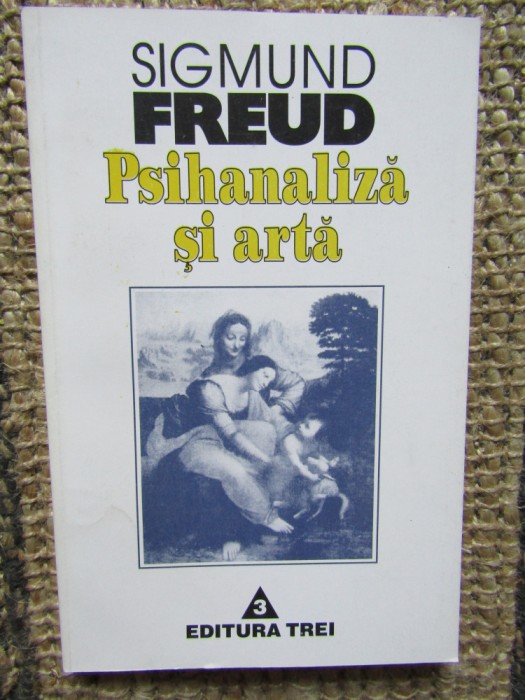 SIGMUND
FREUD
Psihanaliză
și artă
3
EDITURA TREI